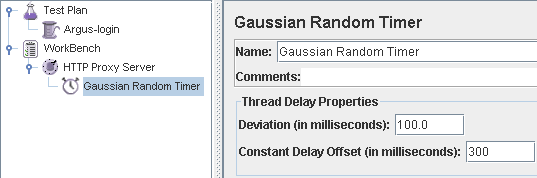 Test Plan
Argus-login
WorkBench
HTTP Proxy Server
Gaussian Random Timer
Gaussian Random Timer
Name: Gaussian Random Timer
Comments:
Thread Delay Properties
Deviation (in milliseconds): 100.0
Constant Delay Offset (in milliseconds): 300